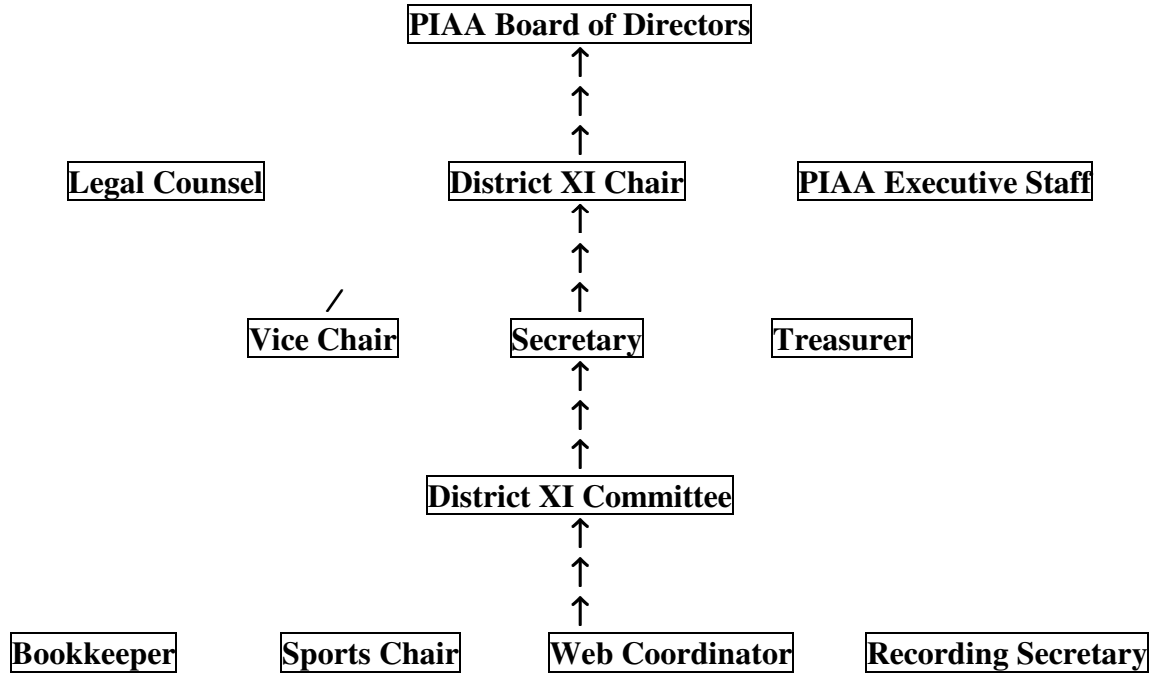 PIAA Board of Directors
↑
↑
↑
Legal Counsel District XI Chair PIAA Executive Staff
↑
↑
↑
/
Vice Chair Secretary Treasurer
↑
↑
↑
District XI Committee
↑
↑
↑
Bookkeeper Sports Chair Web Coordinator Recording Secretary